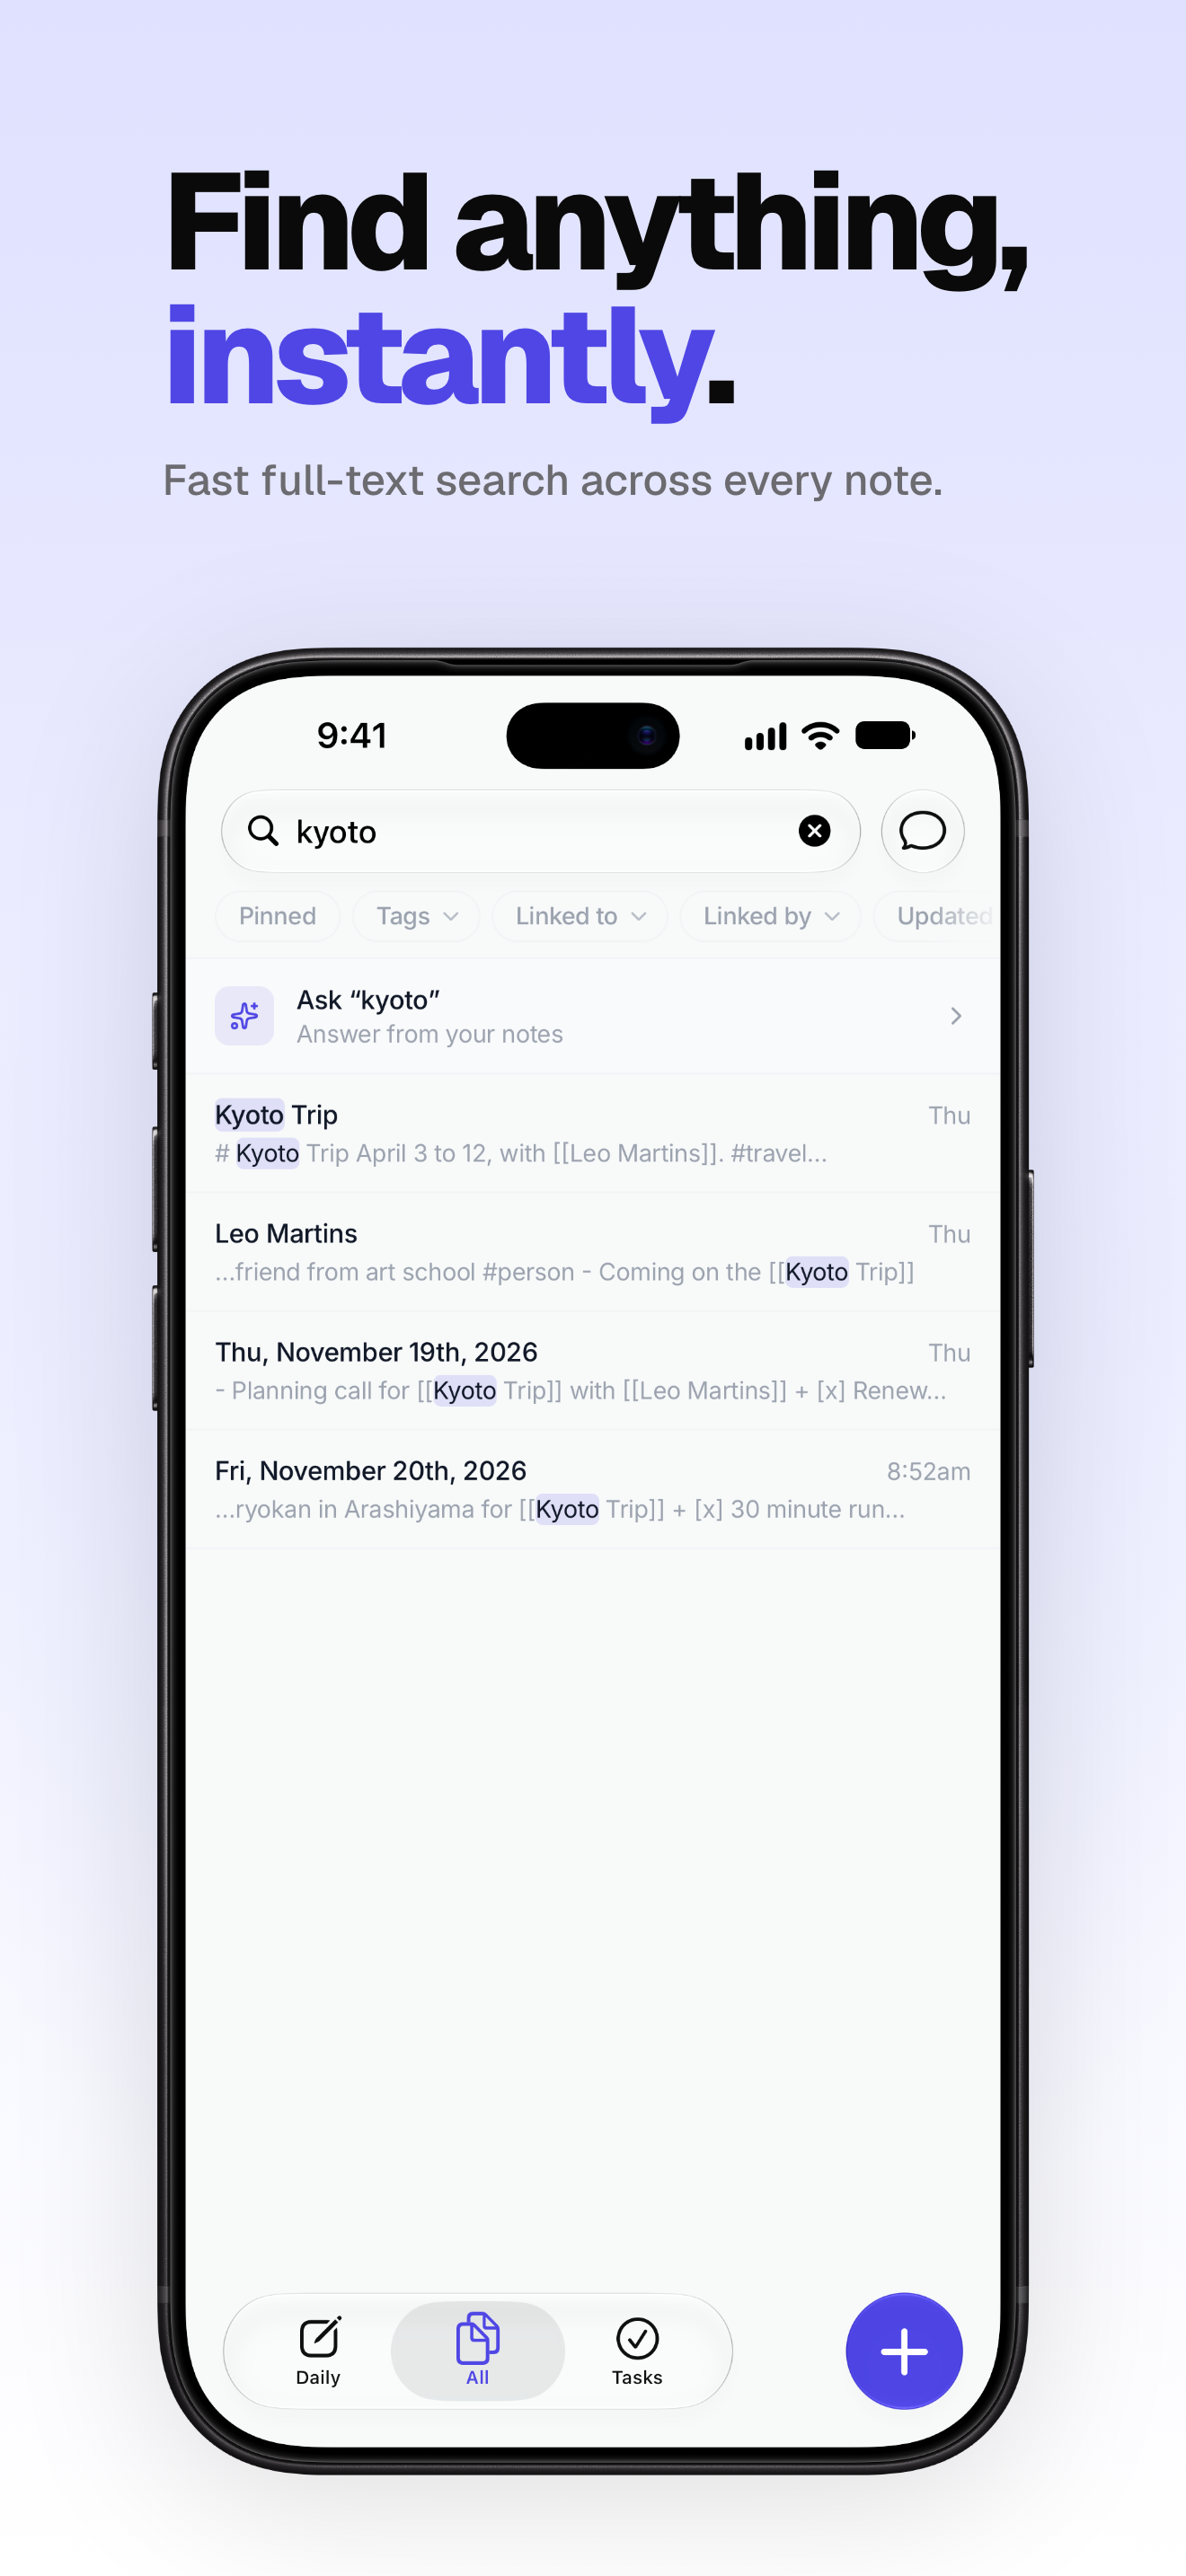 Find anything,
instantly.
Fast full-text search across every note.
9:41
kyoto
Pinned Tags Linked to Linked by Updated
Ask “kyoto”
Answer from your notes
Kyoto Trip Thu
# Kyoto Trip April 3 to 12, with [[Leo Martins]]. #travel...
Leo Martins Thu
...friend from art school #person - Coming on the [[Kyoto Trip]]
Thu, November 19th, 2026 Thu
- Planning call for [[Kyoto Trip]] with [[Leo Martins]] + [x] Renew...
Fri, November 20th, 2026 8:52am
...ryokan in Arashiyama for [[Kyoto Trip]] + [x] 30 minute run...
Daily All Tasks